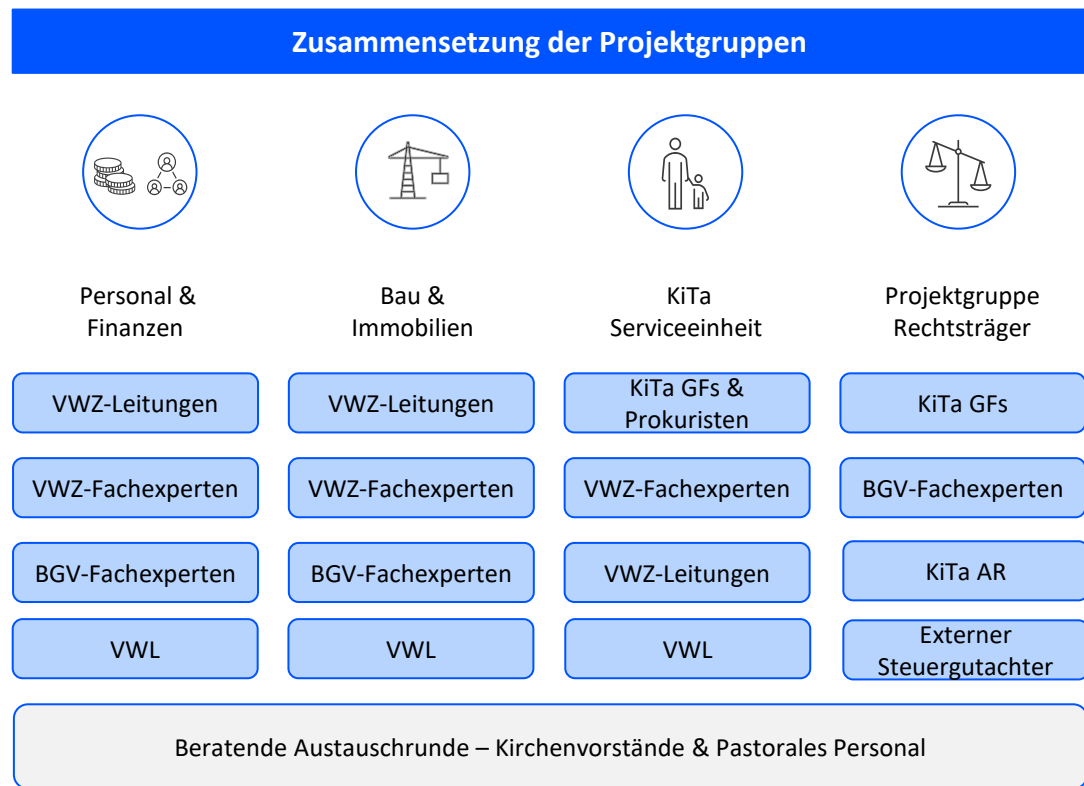 Zusammensetzung der Projektgruppen
Personal &
Finanzen
Bau &
Immobilien
KiTa
Serviceeinheit
Projektgruppe
Rechtsträger
VWZ-Leitungen
VWZ-Leitungen
KiTa GFs &
Prokuristen
KiTa GFs
VWZ-Fachexperten
VWZ-Fachexperten
VWZ-Fachexperten
BGV-Fachexperten
BGV-Fachexperten
BGV-Fachexperten
VWZ-Leitungen
KiTa AR
VWL
VWL
VWL
Externer
Steuergutachter
Beratende Austauschrunde – Kirchenvorstände & Pastorales Personal